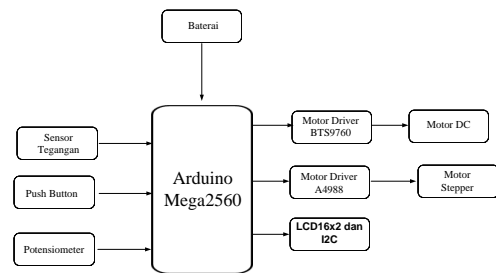 Baterai
Sensor
Tegangan
Push Button
Potensiometer
Arduino
Mega2560
Motor Driver
BTS9760
Motor DC
Motor Driver
A4988
Motor
Stepper
LCD16x2 dan
I2C